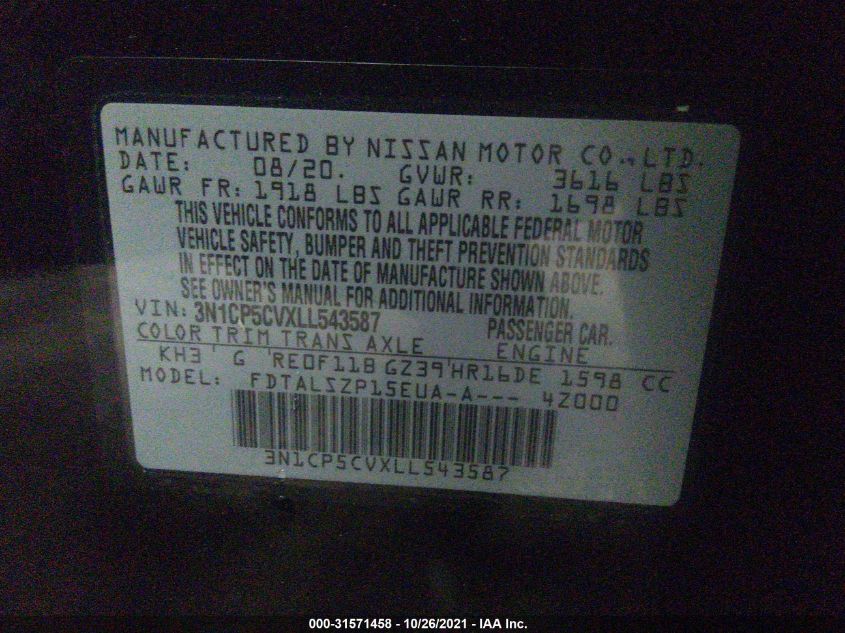 MANUFACTURED BY NISSAN MOTOR CO., LTD.
DATE: 08/20. GVWR: 3616 LBS
GAWR FR: 1918 LBS GAWR RR: 1698 LBS
THIS VEHICLE CONFORMS TO ALL APPLICABLE FEDERAL MOTOR
VEHICLE SAFETY, BUMPER AND THEFT PREVENTION STANDARDS
IN EFFECT ON THE DATE OF MANUFACTURE SHOWN ABOVE.
SEE OWNER'S MANUAL FOR ADDITIONAL INFORMATION.
VIN: 3N1CP5CVXLL543587 PASSENGER CAR.
COLOR TRIM TRANS AXLE ENGINE
KH3 ' G 'RE0F11B GZ39'HR16DE 1598 CC
MODEL: FDTALSZP15EUA-A--- 4Z000
3N1CP5CVXLL543587
000-31571458 - 10/26/2021 - IAA Inc.